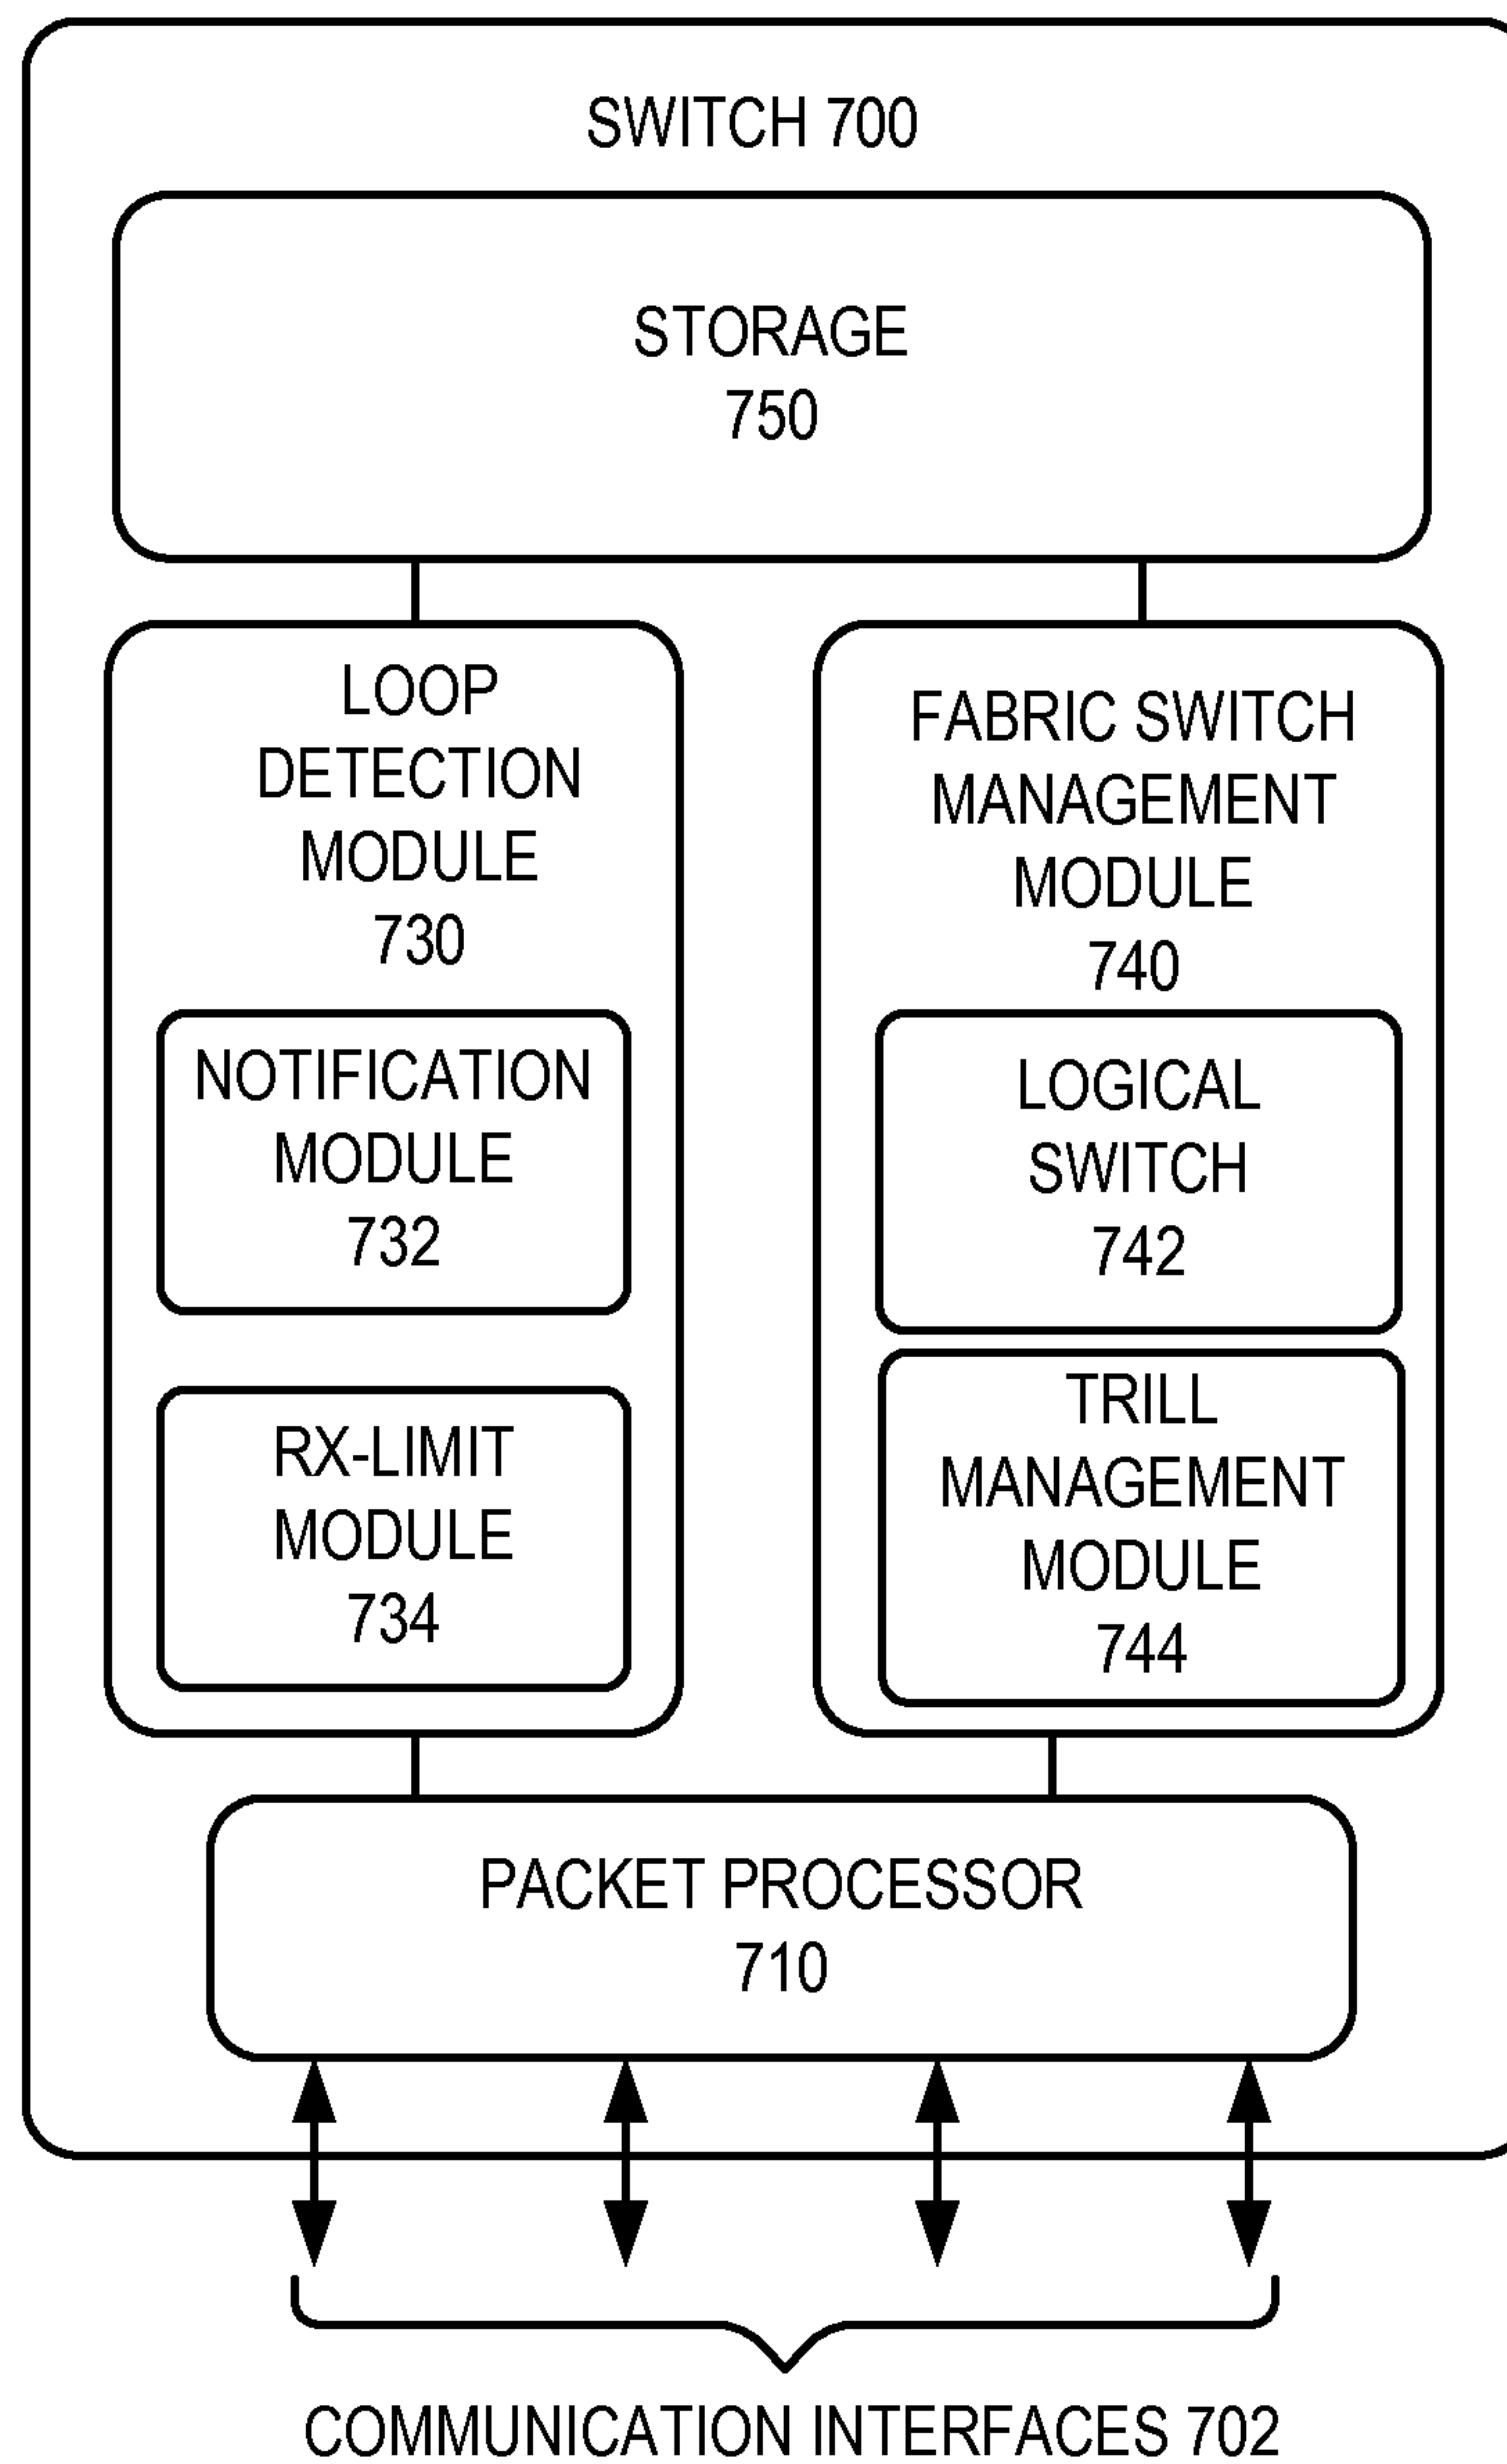 SWITCH 700
STORAGE
750
LOOP
DETECTION
MODULE
730
NOTIFICATION
MODULE
732
RX-LIMIT
MODULE
734
FABRIC SWITCH
MANAGEMENT
MODULE
740
LOGICAL
SWITCH
742
TRILL
MANAGEMENT
MODULE
744
PACKET PROCESSOR
710
COMMUNICATION INTERFACES 702